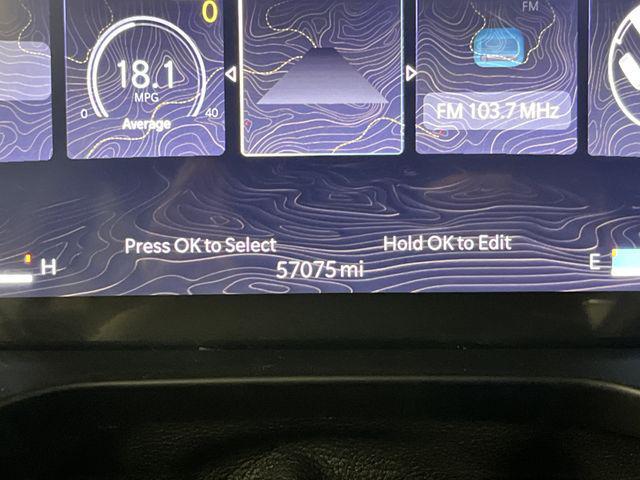 0
FM
18.1
MPG
0
40
Average
FM 103.7 MHz
Press OK to Select
Hold OK to Edit
57075 mi
H
E